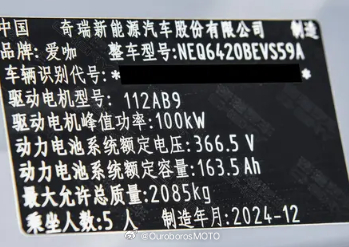 中国 奇瑞新能源汽车股份有限公司 制造
品牌:爱咖 整车型号:NEQ6420BEVS59A
车辆识别代号:*
驱动电机型号:112AB9
驱动电机峰值功率:100kW
动力电池系统额定电压:366.5V
动力电池系统额定容量:163.5Ah
最大允许总质量:2085kg
乘坐人数:5人 制造年月:2024-12
@OuroborosMOTO